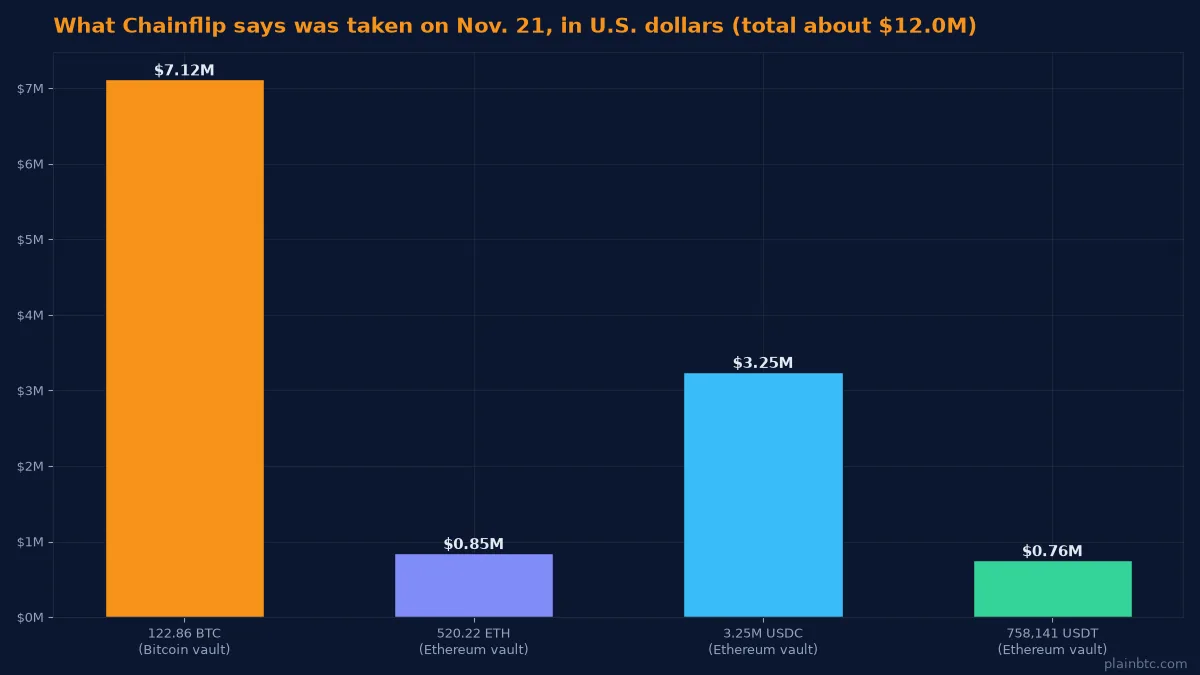 What Chainflip says was taken on Nov. 21, in U.S. dollars (total about $12.0M)
$7M
$6M
$5M
$4M
$3M
$2M
$1M
$0M
$7.12M
$0.85M
$3.25M
$0.76M
122.86 BTC
(Bitcoin vault)
520.22 ETH
(Ethereum vault)
3.25M USDC
(Ethereum vault)
758,141 USDT
(Ethereum vault)
plainbtc.com